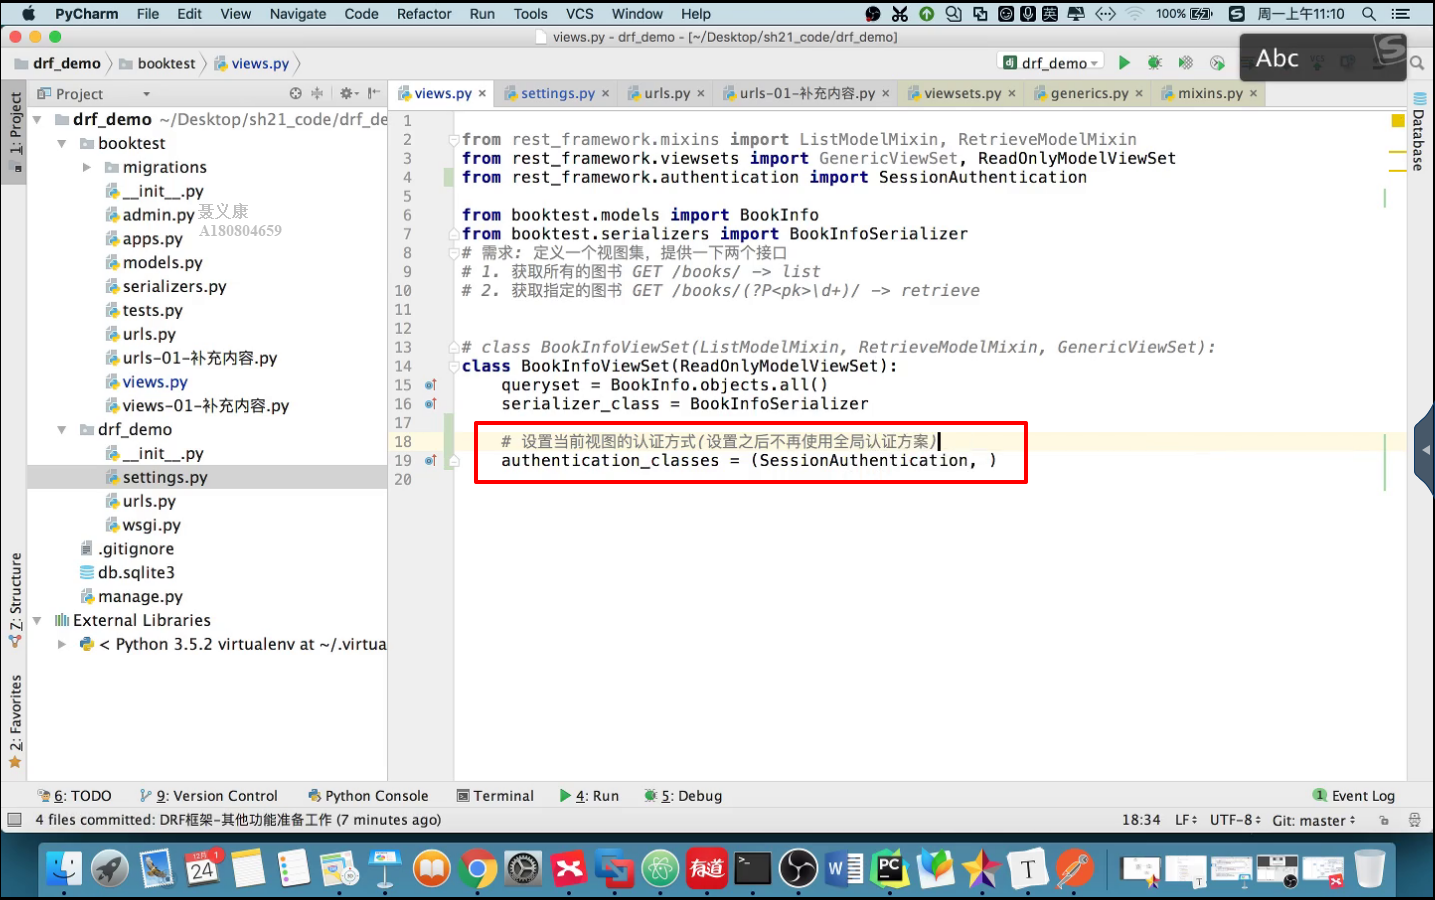 PyCharm File Edit View Navigate Code Refactor Run Tools VCS Window Help 英 100% 周一上午11:10
views.py - drf_demo - [~/Desktop/sh21_code/drf_demo]
drf_demo booktest views.py drf_demo
Abc
Project
views.py settings.py urls.py urls-01-补充内容.py viewsets.py generics.py mixins.py
1: Project
Database
drf_demo ~/Desktop/sh21_code/drf_de
booktest
migrations
__init__.py
admin.py
apps.py
models.py
serializers.py
tests.py
urls.py
urls-01-补充内容.py
views.py
views-01-补充内容.py
drf_demo
__init__.py
settings.py
urls.py
wsgi.py
.gitignore
db.sqlite3
manage.py
External Libraries
< Python 3.5.2 virtualenv at ~/.virtua
聂义康
A180804659
1
2 from rest_framework.mixins import ListModelMixin, RetrieveModelMixin
3 from rest_framework.viewsets import GenericViewSet, ReadOnlyModelViewSet
4 from rest_framework.authentication import SessionAuthentication
5
6 from booktest.models import BookInfo
7 from booktest.serializers import BookInfoSerializer
8 # 需求: 定义一个视图集，提供一下两个接口
9 # 1. 获取所有的图书 GET /books/ -> list
10 # 2. 获取指定的图书 GET /books/(?P<pk>\d+)/ -> retrieve
11
12
13 # class BookInfoViewSet(ListModelMixin, RetrieveModelMixin, GenericViewSet):
14 class BookInfoViewSet(ReadOnlyModelViewSet):
15 queryset = BookInfo.objects.all()
16 serializer_class = BookInfoSerializer
17
18 # 设置当前视图的认证方式(设置之后不再使用全局认证方案)
19 authentication_classes = (SessionAuthentication, )
20
Z: Structure
2: Favorites
6: TODO 9: Version Control Python Console Terminal 4: Run 5: Debug 1 Event Log
4 files committed: DRF框架-其他功能准备工作 (7 minutes ago) 18:34 LF UTF-8 Git: master
12月 24 1
有道
W
PC
T